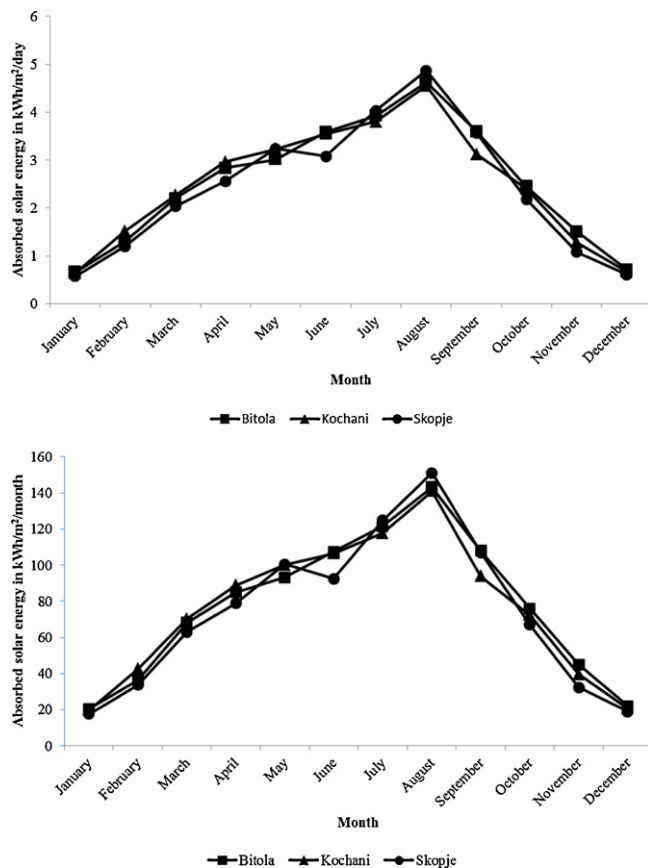 Absorbed solar energy in kWh/m²/day
6
5
4
3
2
1
0
January
February
March
April
May
June
July
August
September
October
November
December
Month
Bitola Kochani Skopje
Absorbed solar energy in kWh/m²/month
160
140
120
100
80
60
40
20
0
January
February
March
April
May
June
July
August
September
October
November
December
Month
Bitola Kochani Skopje